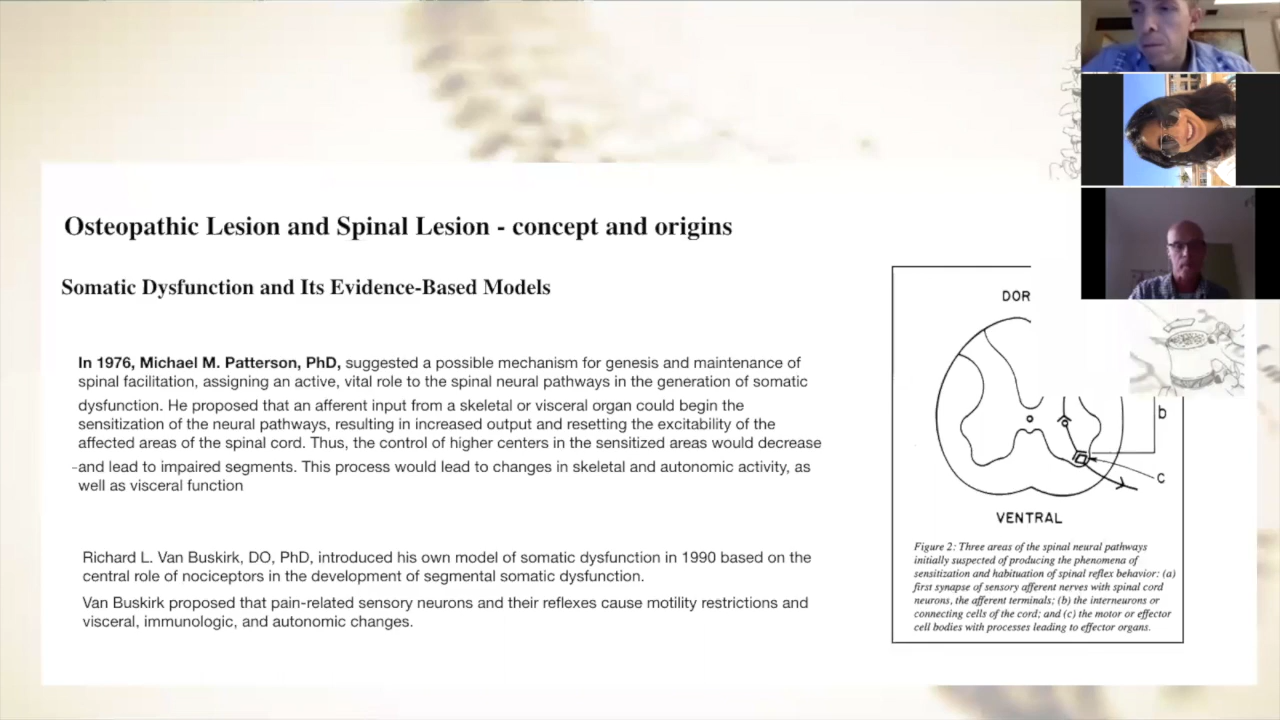 Osteopathic Lesion and Spinal Lesion - concept and origins
Somatic Dysfunction and Its Evidence-Based Models
In 1976, Michael M. Patterson, PhD, suggested a possible mechanism for genesis and maintenance of
spinal facilitation, assigning an active, vital role to the spinal neural pathways in the generation of somatic
dysfunction. He proposed that an afferent input from a skeletal or visceral organ could begin the
sensitization of the neural pathways, resulting in increased output and resetting the excitability of the
affected areas of the spinal cord. Thus, the control of higher centers in the sensitized areas would decrease
-and lead to impaired segments. This process would lead to changes in skeletal and autonomic activity, as
well as visceral function
Richard L. Van Buskirk, DO, PhD, introduced his own model of somatic dysfunction in 1990 based on the
central role of nociceptors in the development of segmental somatic dysfunction.
Van Buskirk proposed that pain-related sensory neurons and their reflexes cause motility restrictions and
visceral, immunologic, and autonomic changes.
DOR
b
c
VENTRAL
Figure 2: Three areas of the spinal neural pathways
initially suspected of producing the phenomena of
sensitization and habituation of spinal reflex behavior: (a)
first synapse of sensory afferent nerves with spinal cord
neurons, the afferent terminals; (b) the interneurons or
connecting cells of the cord; and (c) the motor or effector
cell bodies with processes leading to effector organs.